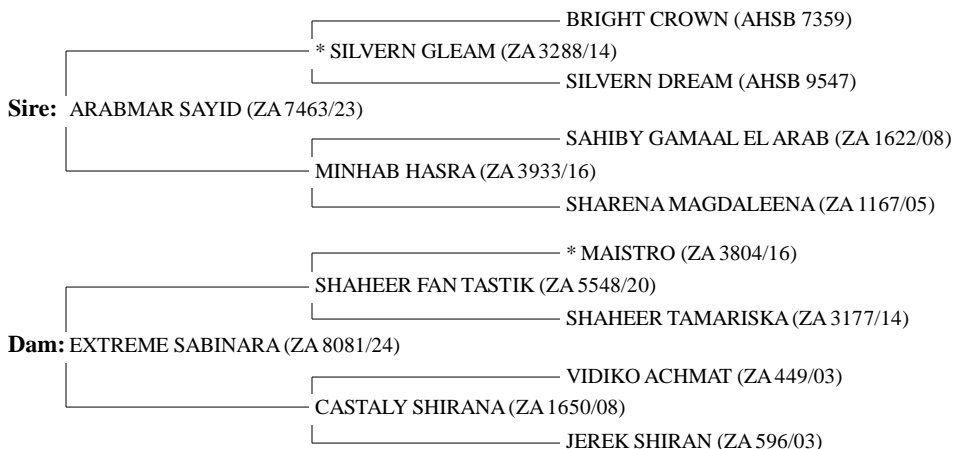 BRIGHT CROWN (AHSB 7359)
* SILVERN GLEAM (ZA 3288/14)
SILVERN DREAM (AHSB 9547)
Sire: ARABMAR SAYID (ZA 7463/23)
SAHIBY GAMAAL EL ARAB (ZA 1622/08)
MINHAB HASRA (ZA 3933/16)
SHARENA MAGDALEENA (ZA 1167/05)
* MAISTRO (ZA 3804/16)
SHAHEER FAN TASTIK (ZA 5548/20)
SHAHEER TAMARISKA (ZA 3177/14)
Dam: EXTREME SABINARA (ZA 8081/24)
VIDIKO ACHMAT (ZA 449/03)
CASTALY SHIRANA (ZA 1650/08)
JEREK SHIRAN (ZA 596/03)